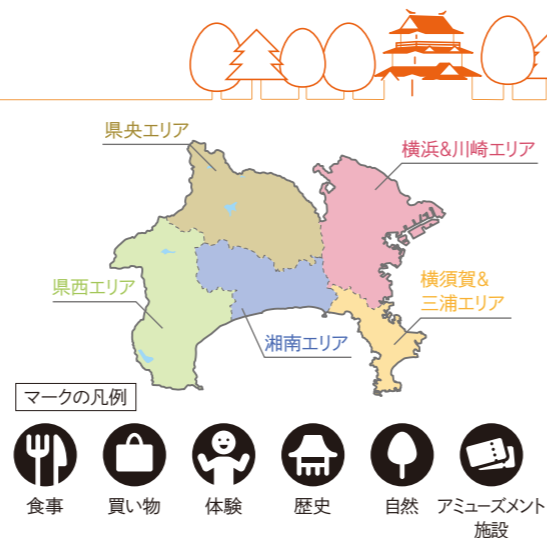 県央エリア
横浜&川崎エリア
県西エリア
横須賀&
三浦エリア
湘南エリア
マークの凡例
食事
買い物
体験
歴史
自然
アミューズメント
施設